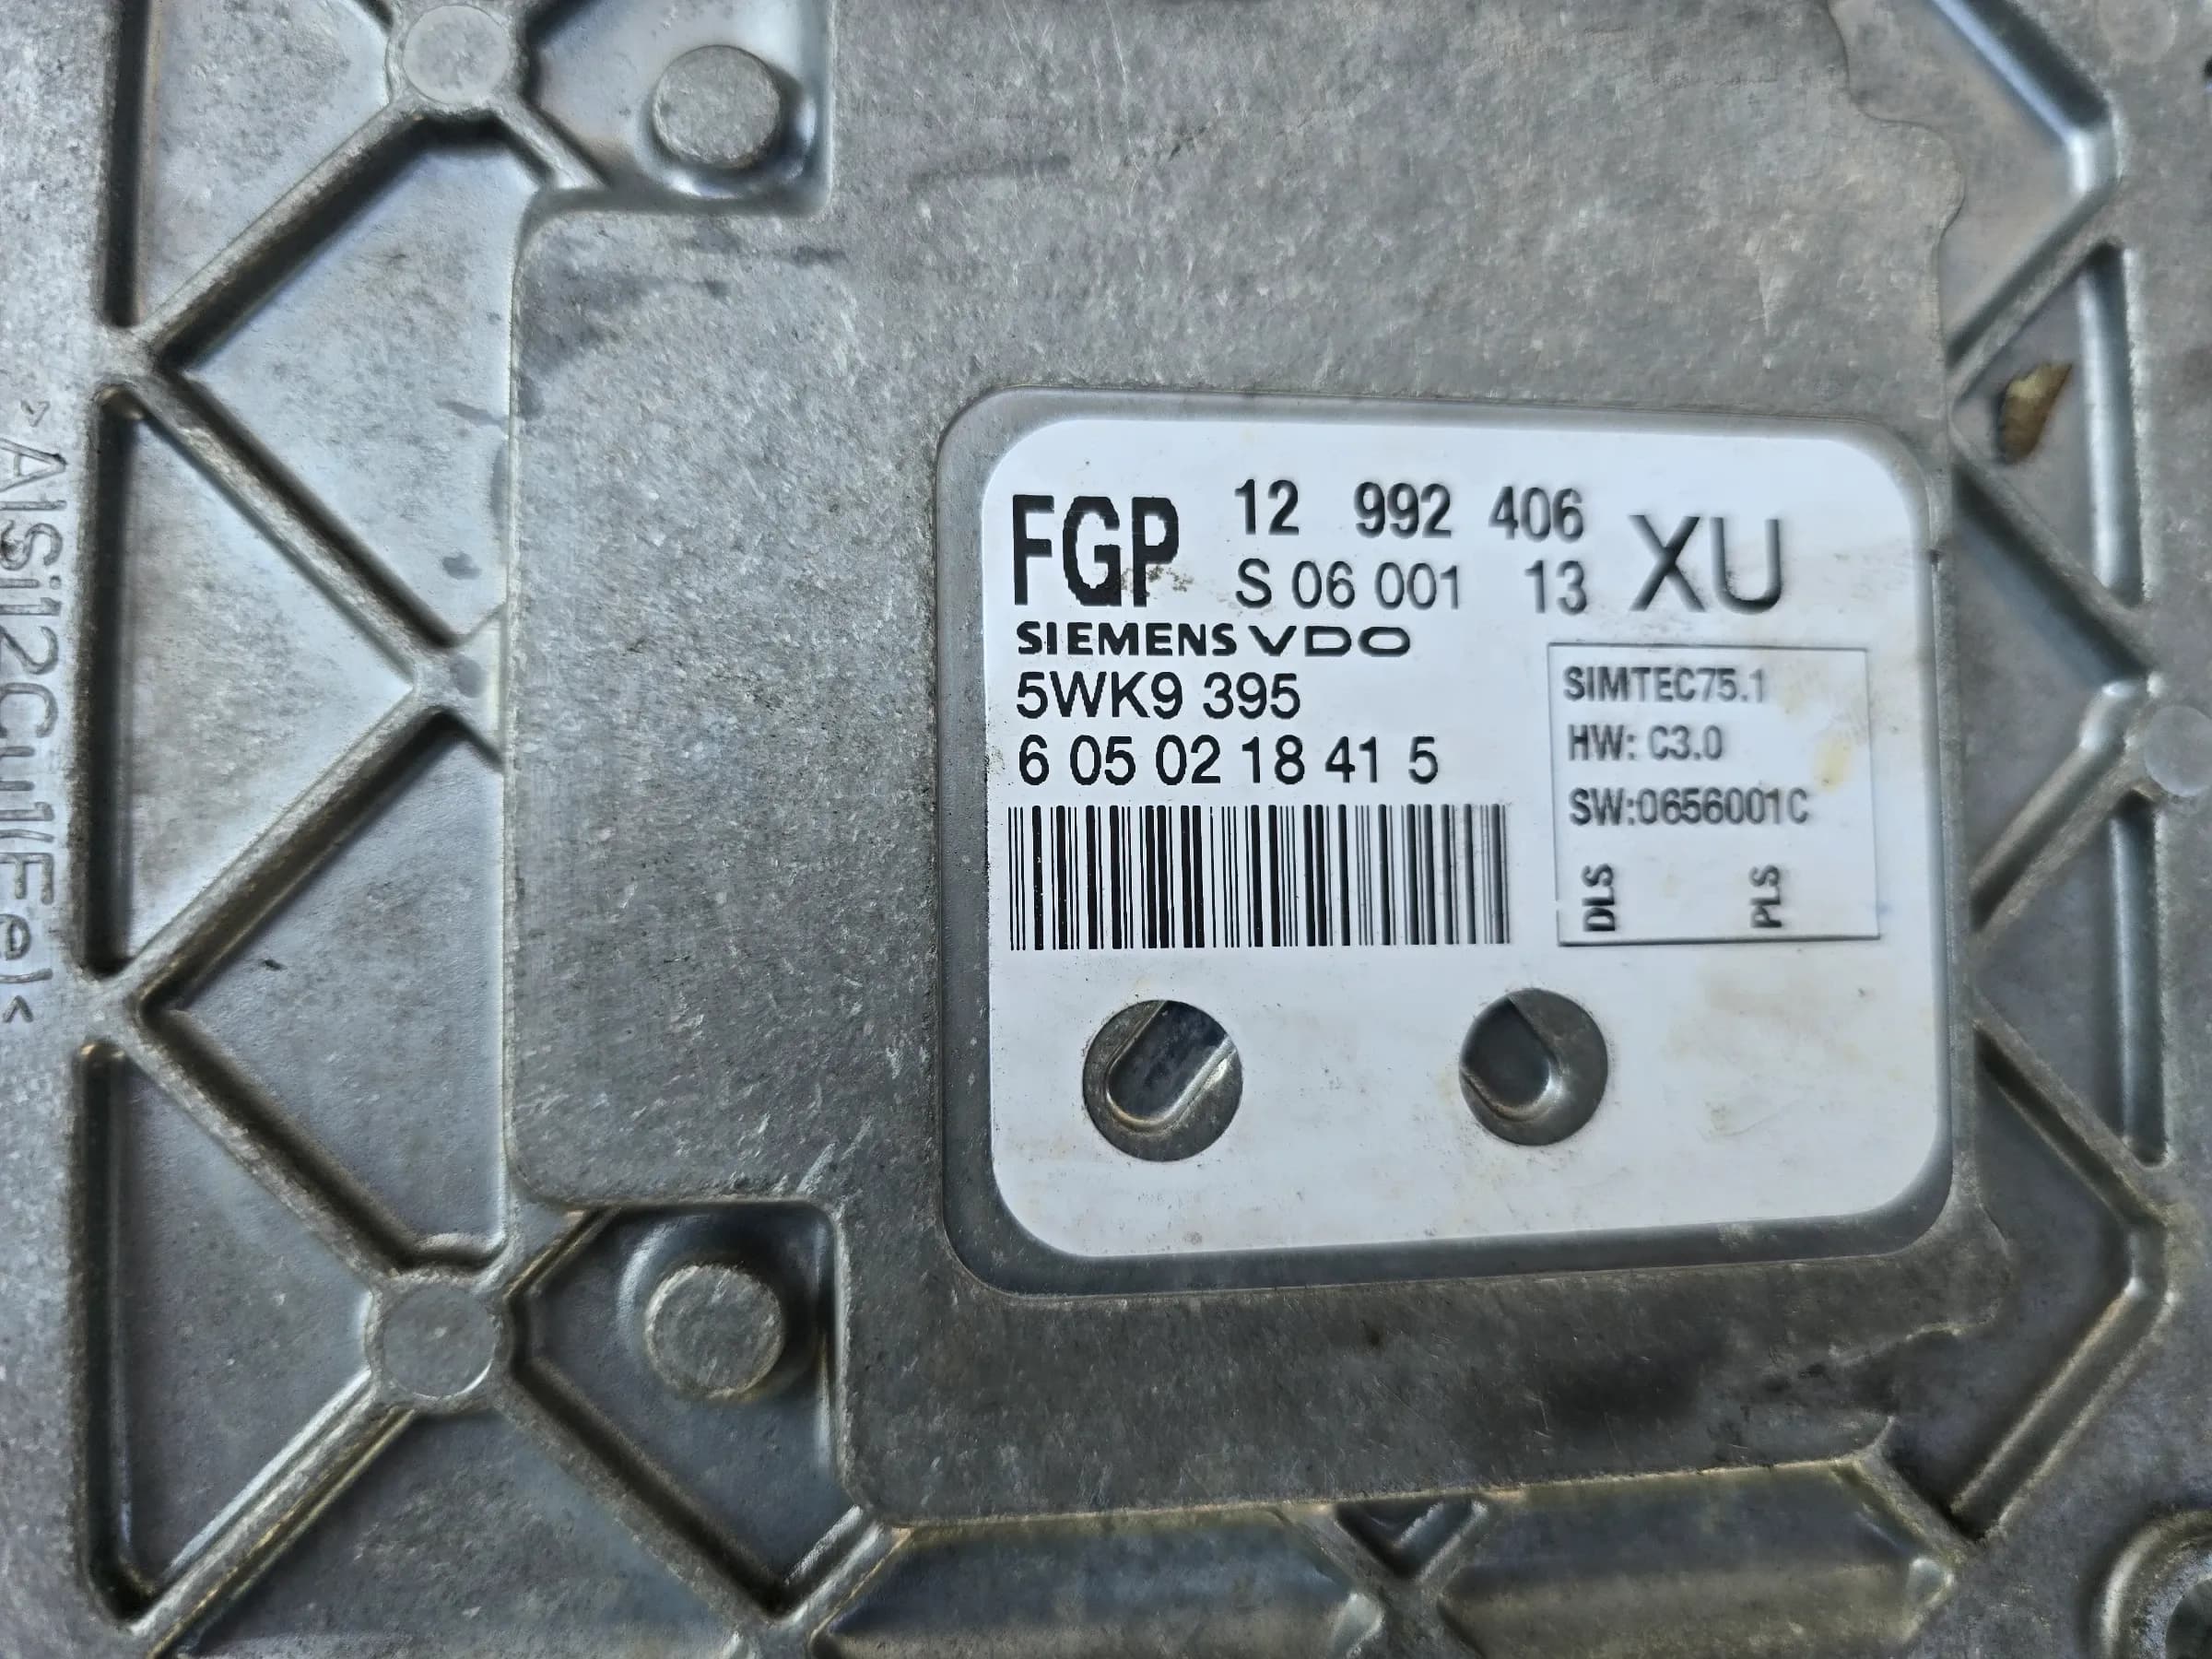 >AlSi12Cu1(Fe)<
FGP 12 992 406 XU
S 06 001 13
SIEMENS VDO
5WK9 395
6 05 02 18 41 5
SIMTEC75.1
HW: C3.0
SW:0656001C
DLS PLS